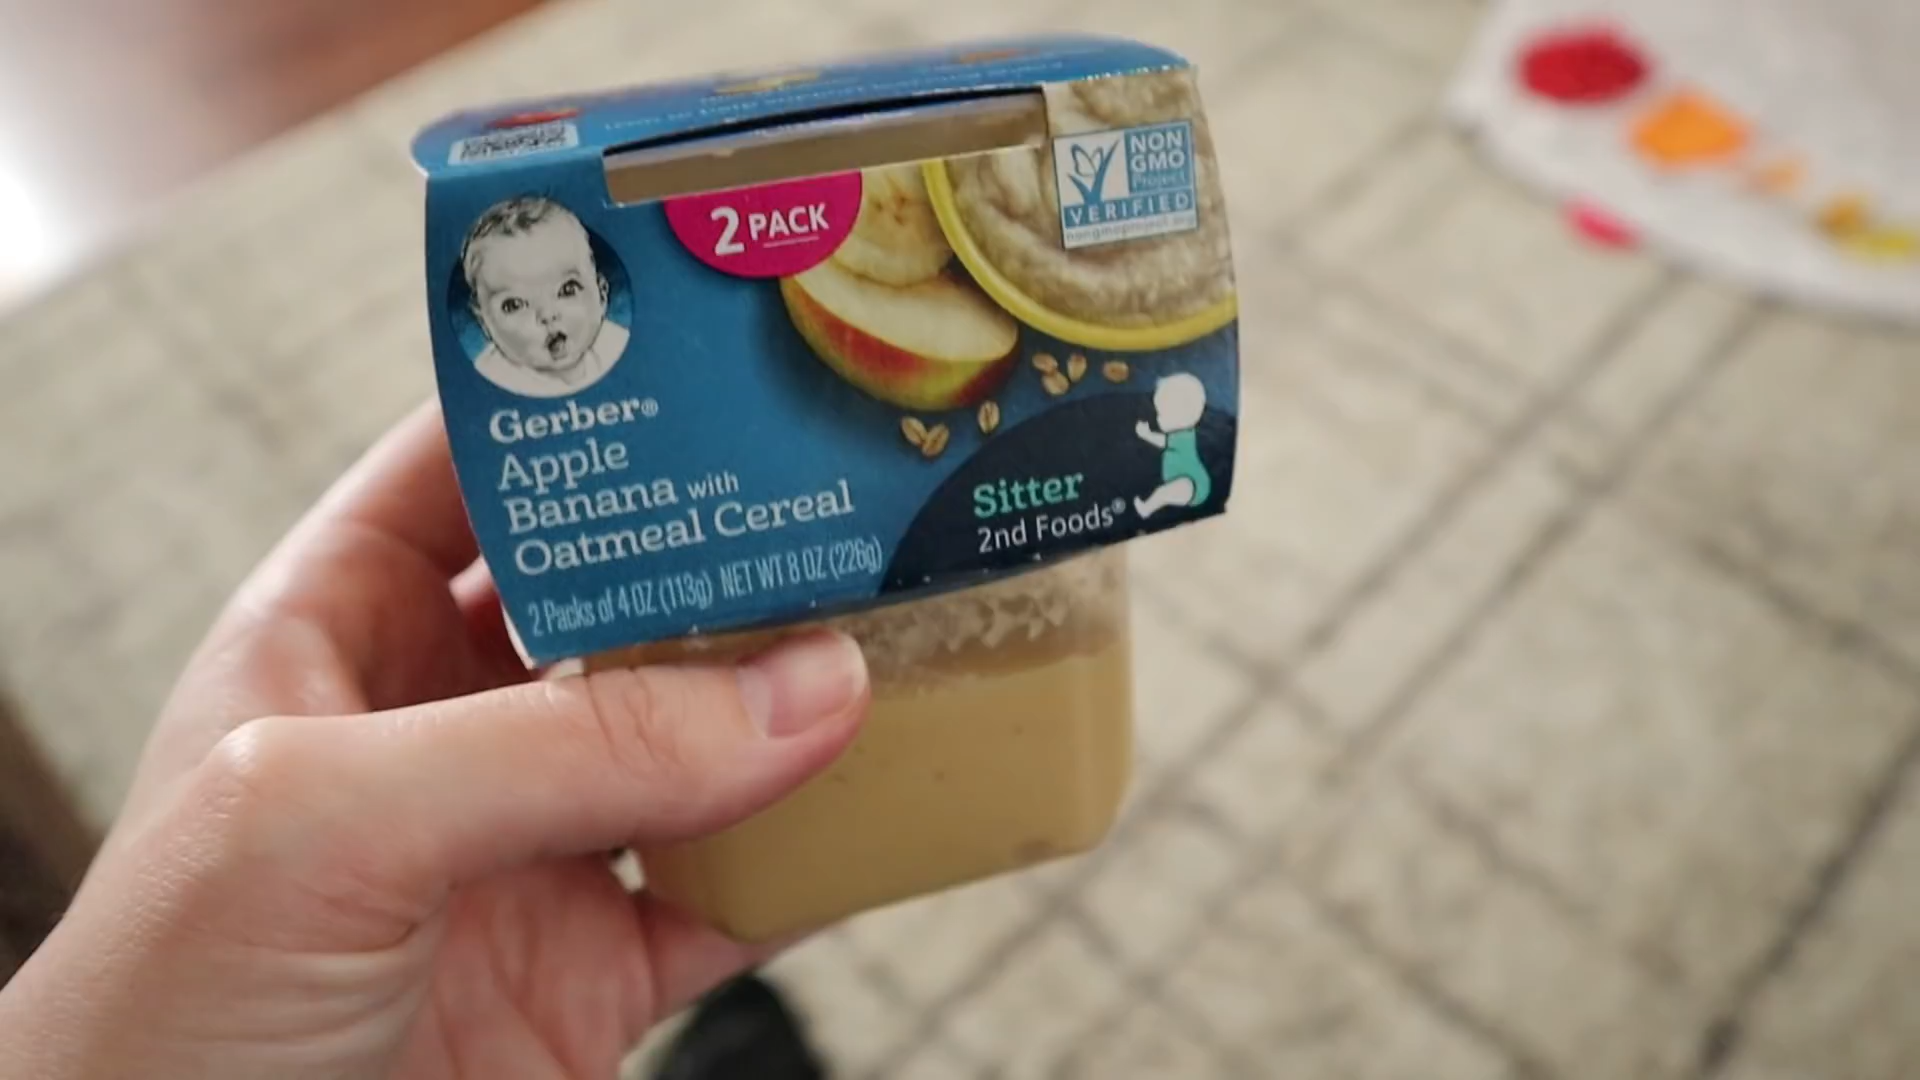 2 PACK
NON
GMO
Project
VERIFIED
nongmoproject.org
Gerber®
Apple
Banana with
Oatmeal Cereal
Sitter
2nd Foods®
2 Packs of 4 OZ (113g) NET WT 8 OZ (226g)